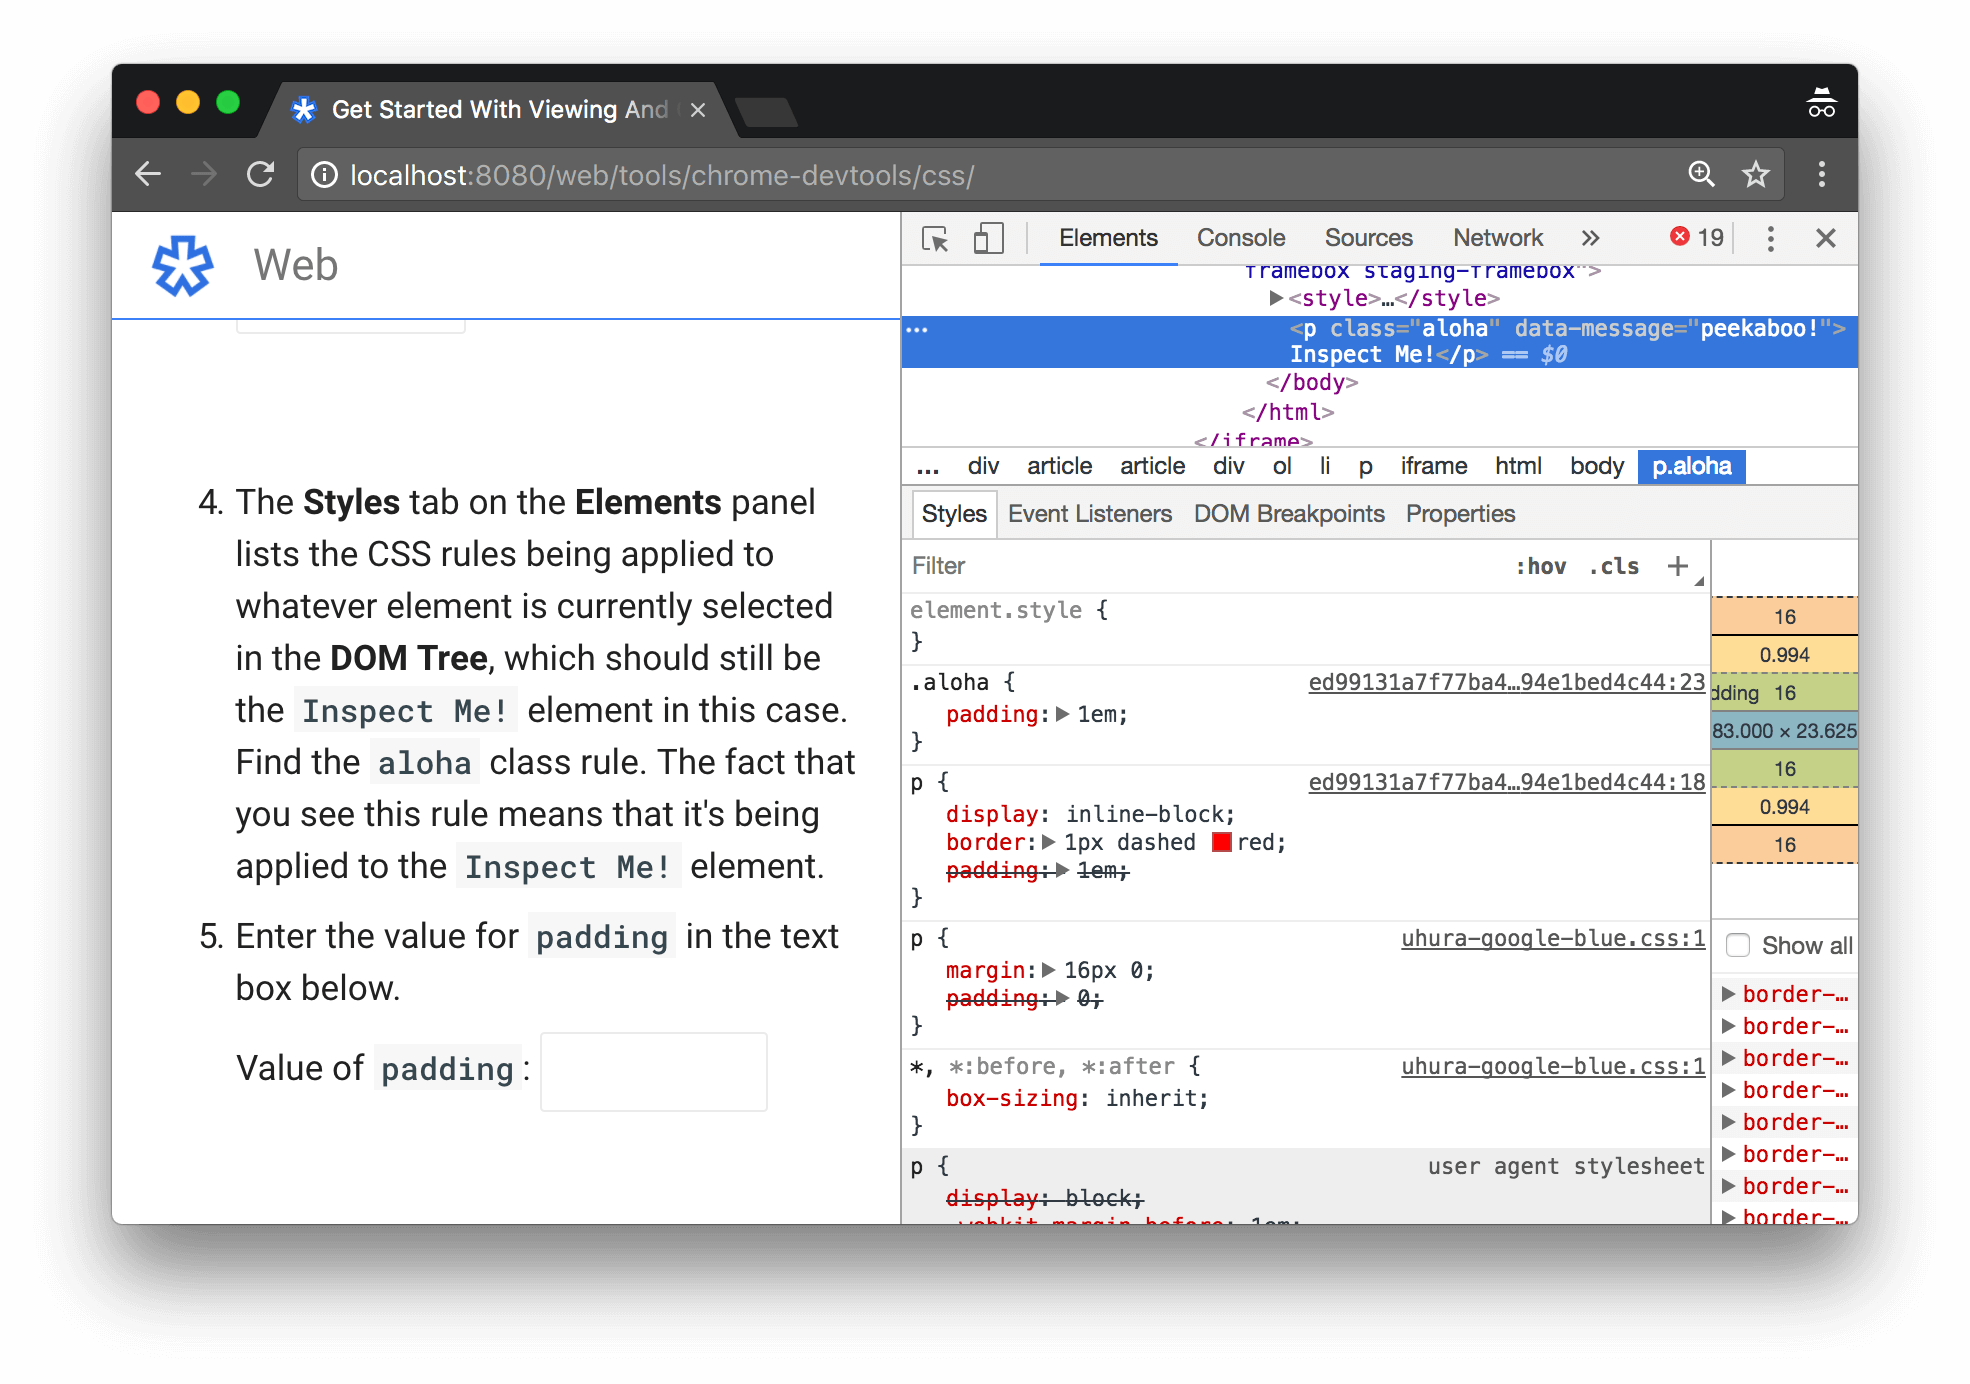 Get Started With Viewing And
localhost:8080/web/tools/chrome-devtools/css/
Web
4. The Styles tab on the Elements panel
lists the CSS rules being applied to
whatever element is currently selected
in the DOM Tree, which should still be
the Inspect Me! element in this case.
Find the aloha class rule. The fact that
you see this rule means that it's being
applied to the Inspect Me! element.
5. Enter the value for padding in the text
box below.
Value of padding:
Elements Console Sources Network » 19
framebox staging-framebox">
<style>…</style>
… <p class="aloha" data-message="peekaboo!">
Inspect Me!</p> == $0
</body>
</html>
</iframe>
... div article article div ol li p iframe html body p.aloha
Styles Event Listeners DOM Breakpoints Properties
Filter :hov .cls +
element.style {
}
.aloha { ed99131a7f77ba4…94e1bed4c44:23
padding: 1em;
}
p { ed99131a7f77ba4…94e1bed4c44:18
display: inline-block;
border: 1px dashed red;
padding: 1em;
}
p { uhura-google-blue.css:1
margin: 16px 0;
padding: 0;
}
*, *:before, *:after { uhura-google-blue.css:1
box-sizing: inherit;
}
p { user agent stylesheet
display: block;
-webkit-margin-before: 1em;
16
0.994
dding 16
83.000 × 23.625
16
0.994
16
Show all
border-…
border-…
border-…
border-…
border-…
border-…
border-…
border-…